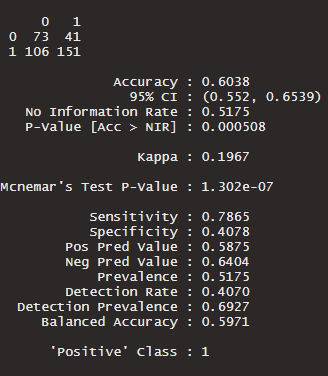 0 1
0 73 41
1 106 151
Accuracy : 0.6038
95% CI : (0.552, 0.6539)
No Information Rate : 0.5175
P-Value [Acc > NIR] : 0.000508
Kappa : 0.1967
Mcnemar's Test P-Value : 1.302e-07
Sensitivity : 0.7865
Specificity : 0.4078
Pos Pred Value : 0.5875
Neg Pred Value : 0.6404
Prevalence : 0.5175
Detection Rate : 0.4070
Detection Prevalence : 0.6927
Balanced Accuracy : 0.5971
'Positive' Class : 1